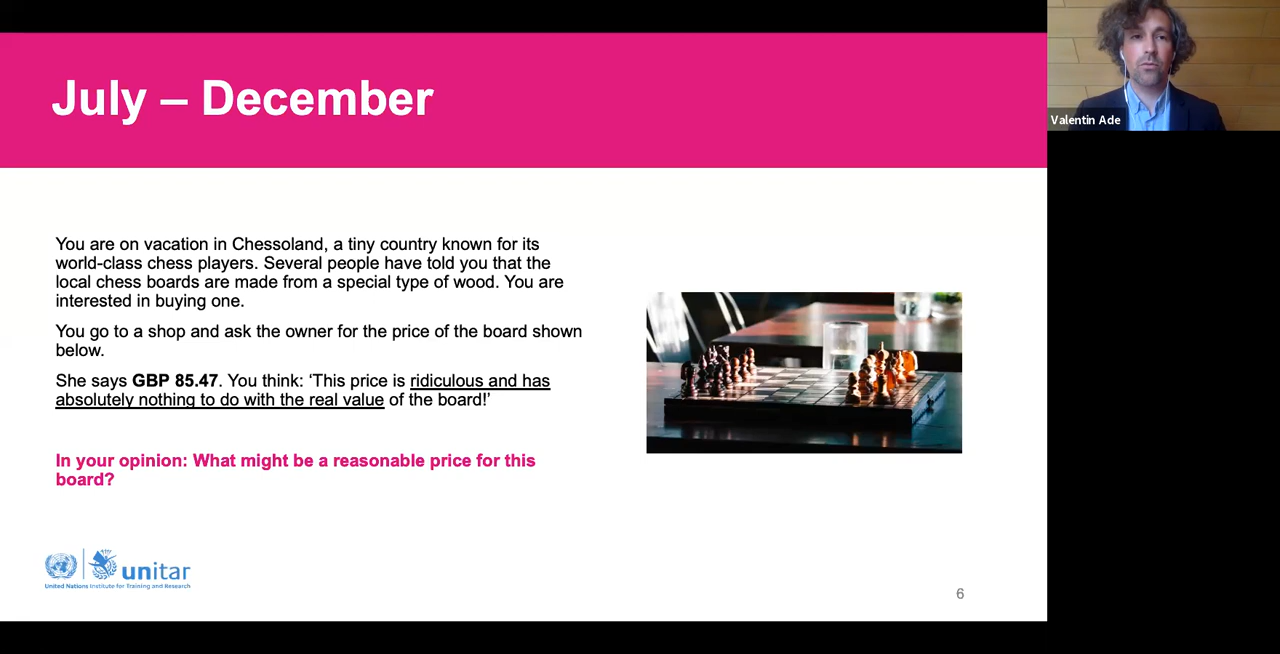 July – December
Valentin Ade
You are on vacation in Chessoland, a tiny country known for its
world-class chess players. Several people have told you that the
local chess boards are made from a special type of wood. You are
interested in buying one.
You go to a shop and ask the owner for the price of the board shown
below.
She says GBP 85.47. You think: ‘This price is ridiculous and has
absolutely nothing to do with the real value of the board!’
In your opinion: What might be a reasonable price for this
board?
unitar
United Nations Institute for Training and Research
6